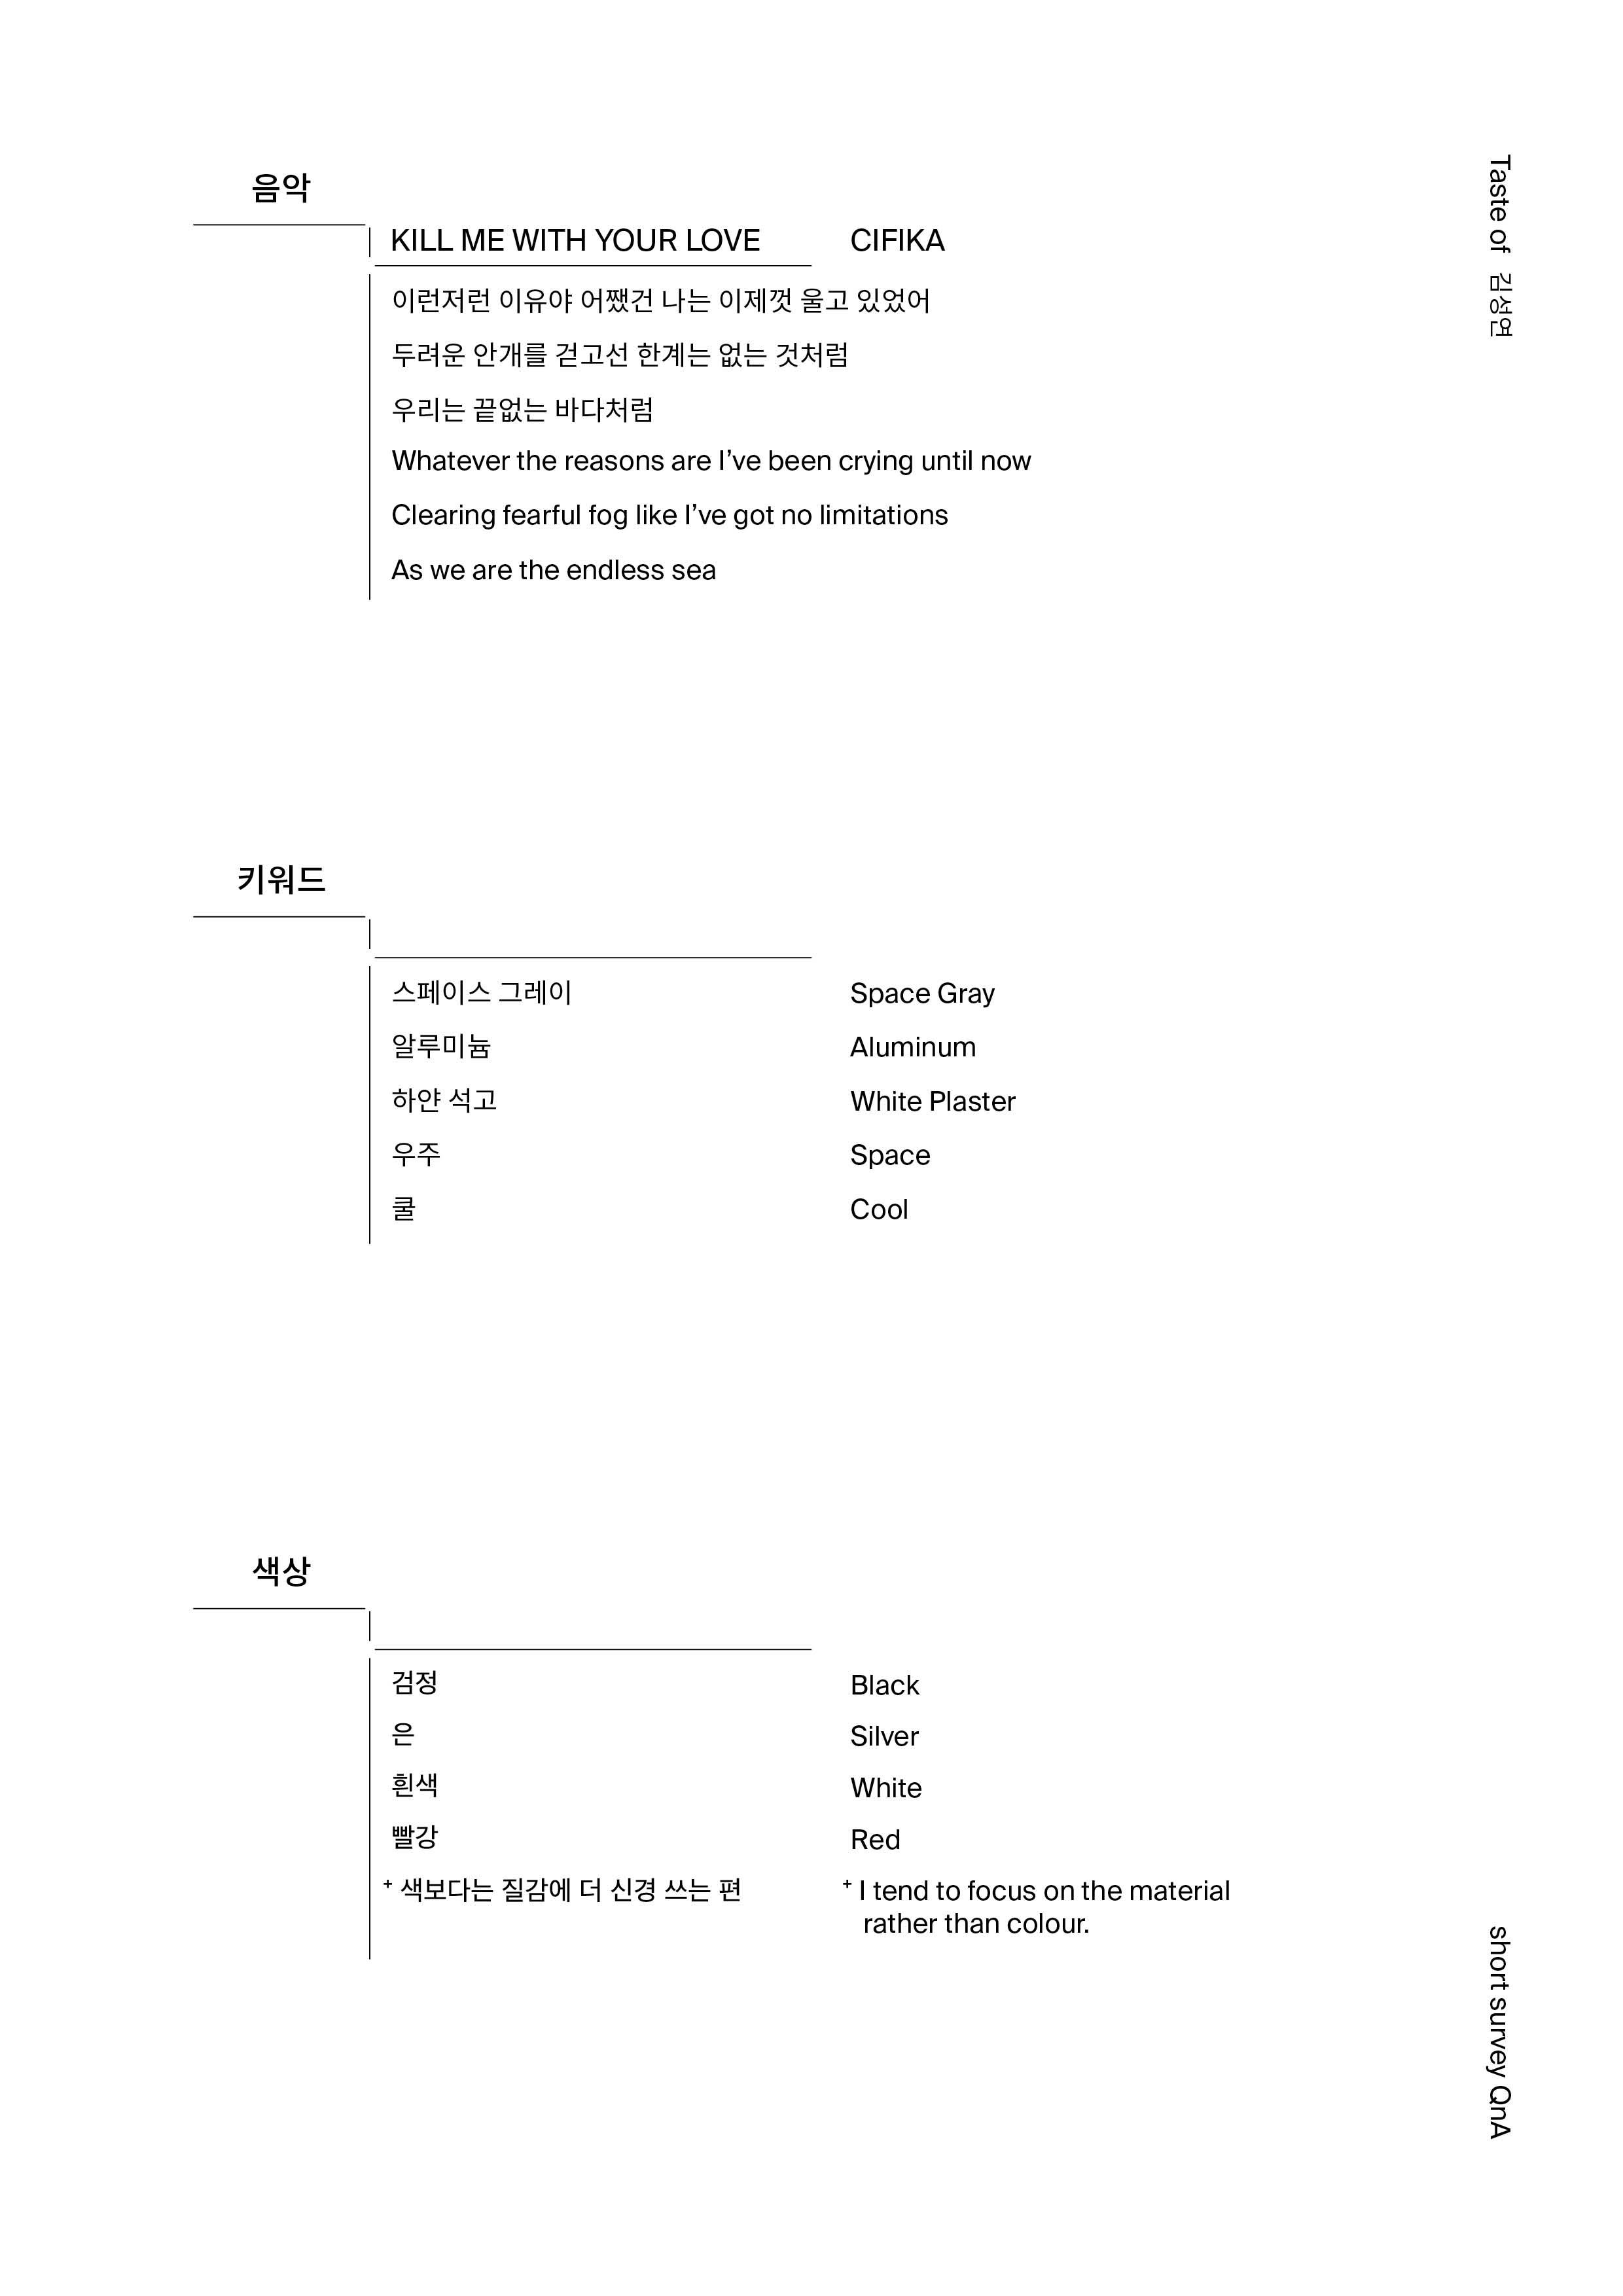 Taste of 김성연
음악
KILL ME WITH YOUR LOVE CIFIKA
이런저런 이유야 어쨌건 나는 이제껏 울고 있었어
두려운 안개를 걷고선 한계는 없는 것처럼
우리는 끝없는 바다처럼
Whatever the reasons are I’ve been crying until now
Clearing fearful fog like I’ve got no limitations
As we are the endless sea
키워드
스페이스 그레이 Space Gray
알루미늄 Aluminum
하얀 석고 White Plaster
우주 Space
쿨 Cool
색상
검정 Black
은 Silver
흰색 White
빨강 Red
+ 색보다는 질감에 더 신경 쓰는 편 + I tend to focus on the material
rather than colour.
short survey QnA